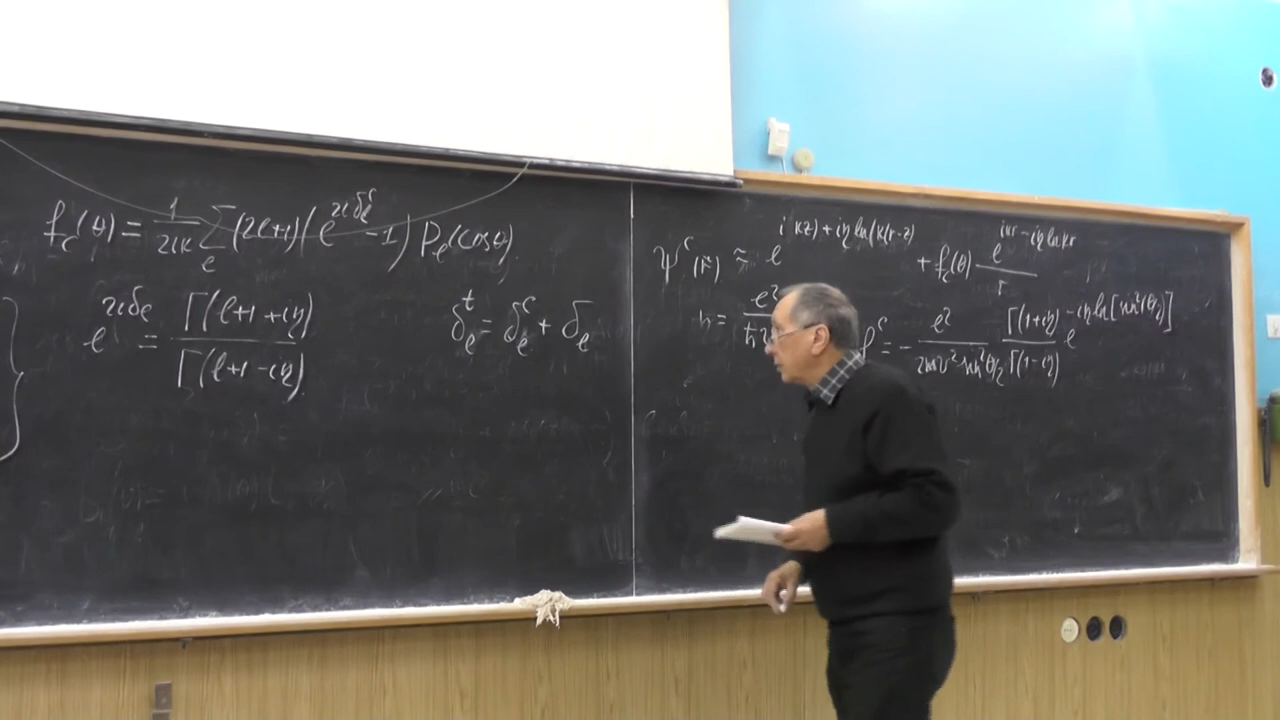 f_c(θ) = 1/2ik Σ_ℓ (2ℓ+1)(e^{2iδ_ℓ^c} - 1) P_ℓ(cosθ)
e^{2iδ_ℓ} = Γ(ℓ+1+iη) / Γ(ℓ+1-iη)
δ_ℓ^t = δ_ℓ^c + δ_ℓ
ψ^c(r⃗) ≈ e^{i(kz)+iη ln(k(r-z)} + f_c(θ) e^{ikr-iη ln kr} / r
e² / ħv
f^c = - e² / 2mv² sin²θ/2 Γ(1+iη) / Γ(1-iη) e^{-iη ln[sin²(θ/2)]}